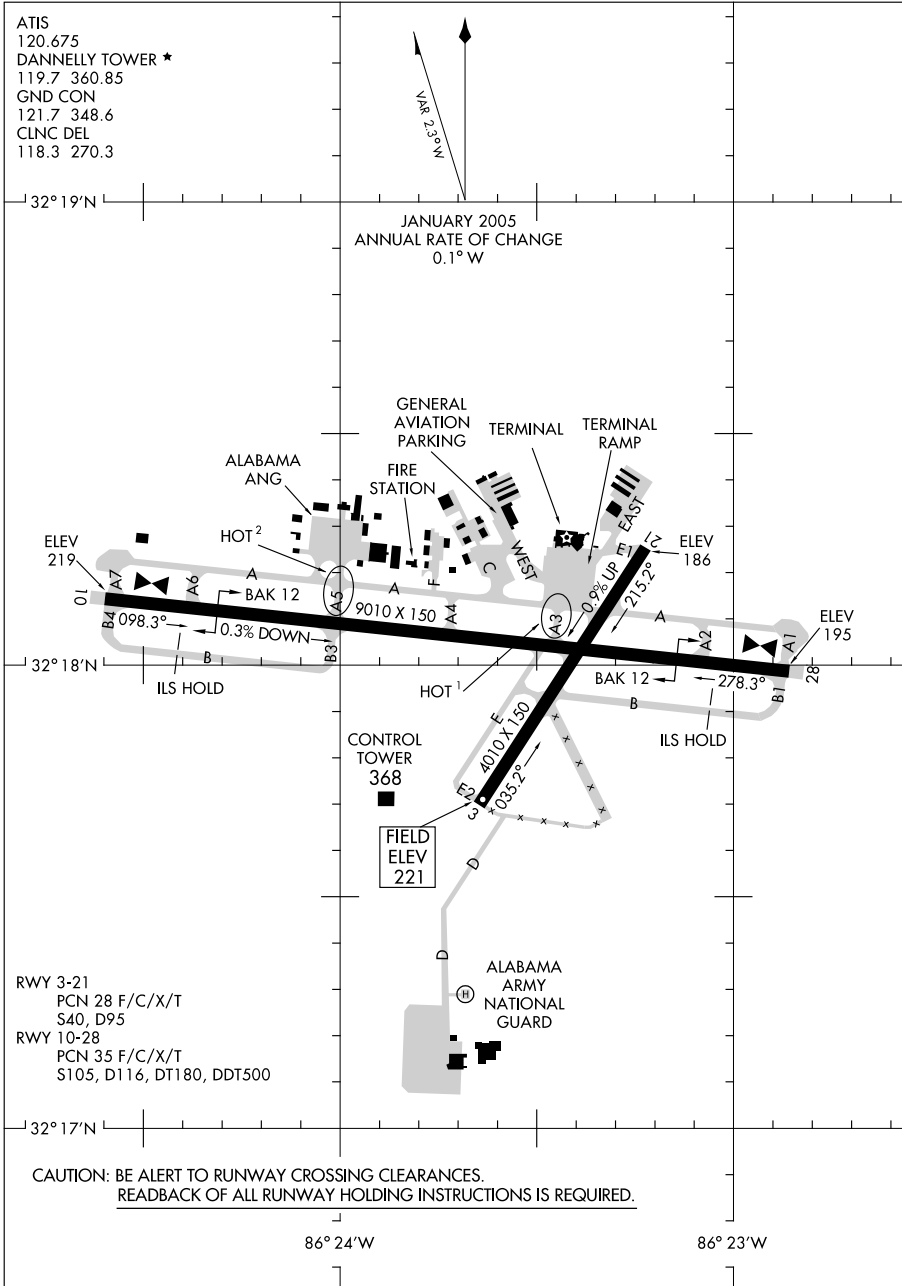 ATIS
120.675
DANNELLY TOWER ★
119.7 360.85
GND CON
121.7 348.6
CLNC DEL
118.3 270.3
VAR 2.3° W
32° 19'N
JANUARY 2005
ANNUAL RATE OF CHANGE
0.1° W
GENERAL
AVIATION
PARKING
TERMINAL
TERMINAL
RAMP
ALABAMA
ANG
FIRE
STATION
HOT 2
WEST
EAST
ELEV
219
ELEV
186
21
E1
A7
A6
A
A5
A
F
A4
C
A3
0.9% UP
215.2°
A
A2
A1
ELEV
195
10
B4
098.3°
BAK 12
0.3% DOWN
9010 X 150
B3
B
ILS HOLD
HOT 1
BAK 12
278.3°
28
B1
B
ILS HOLD
32° 18'N
E
4010 X 150
035.2°
E2
3
CONTROL
TOWER
368
FIELD
ELEV
221
D
D
H
ALABAMA
ARMY
NATIONAL
GUARD
RWY 3-21
PCN 28 F/C/X/T
S40, D95
RWY 10-28
PCN 35 F/C/X/T
S105, D116, DT180, DDT500
32° 17'N
CAUTION: BE ALERT TO RUNWAY CROSSING CLEARANCES.
READBACK OF ALL RUNWAY HOLDING INSTRUCTIONS IS REQUIRED.
86° 24'W
86° 23'W